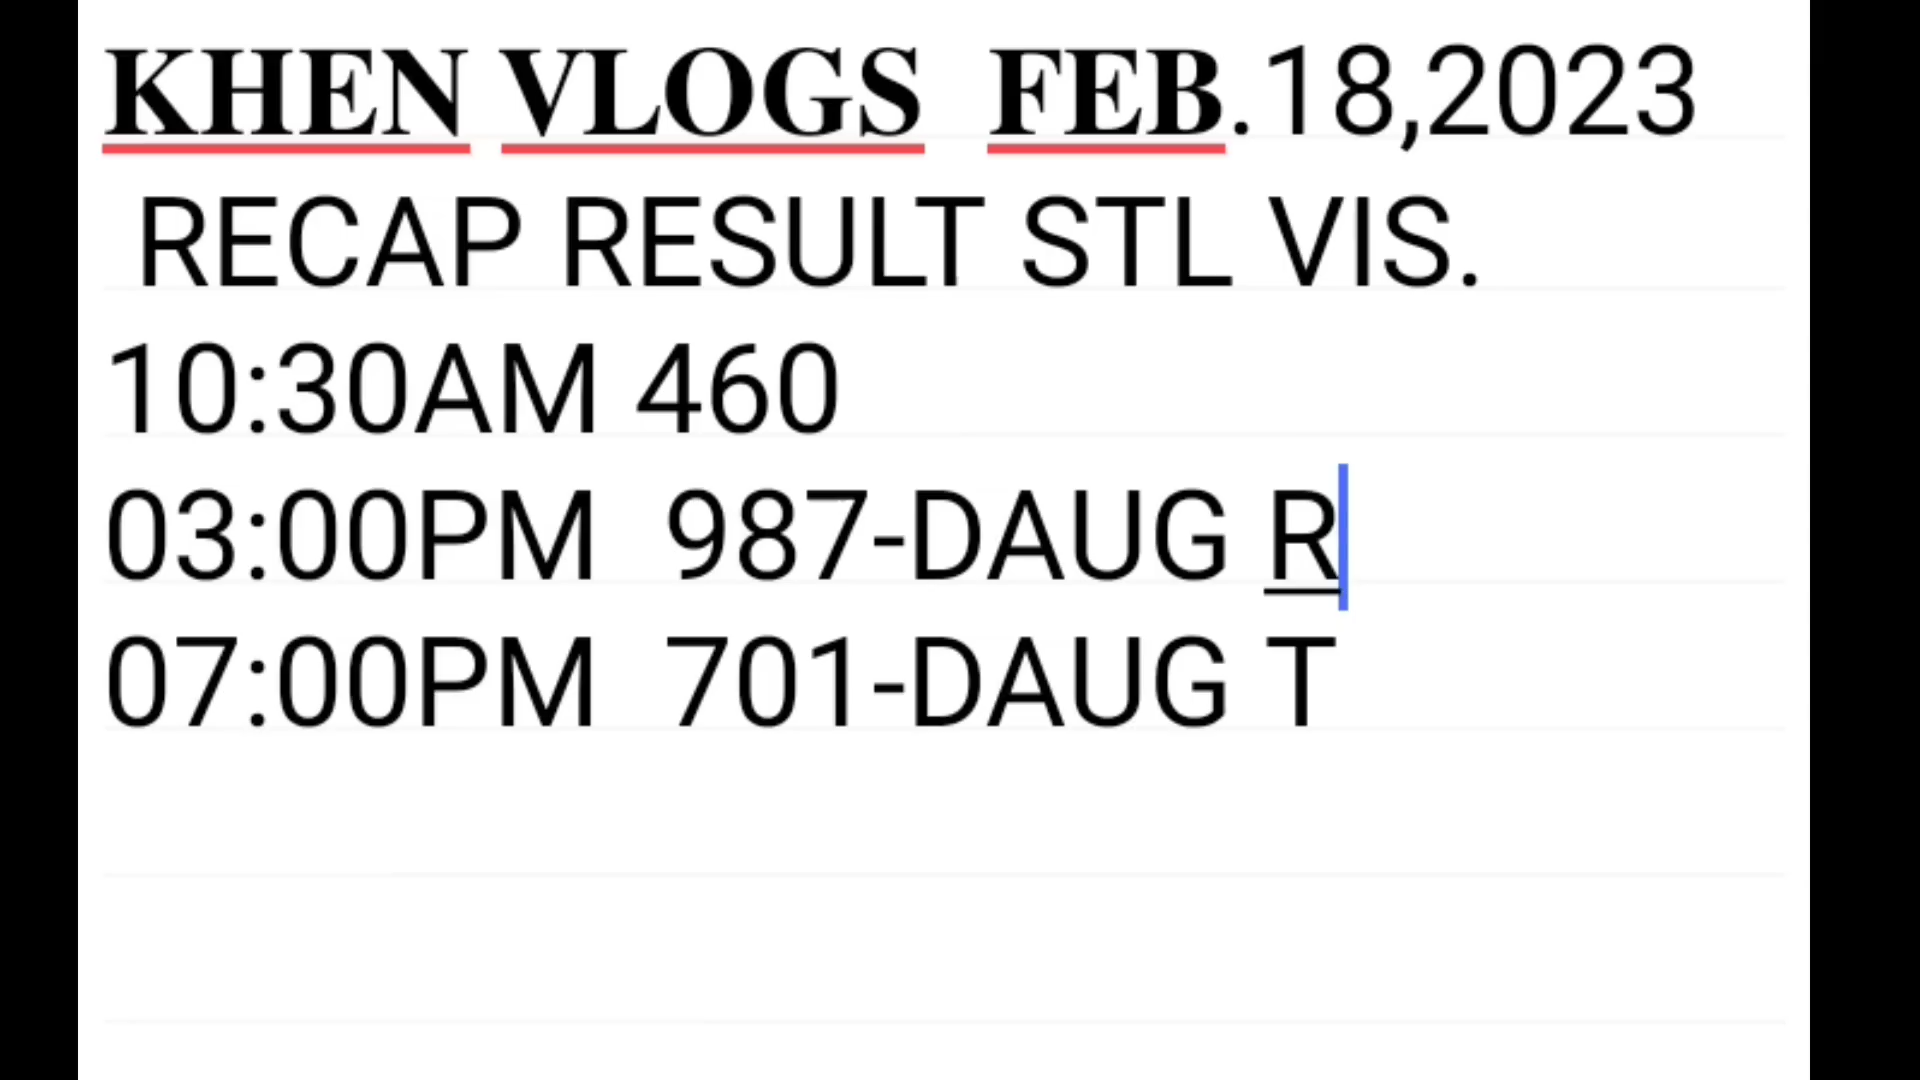 KHEN VLOGS  FEB.18,2023
RECAP RESULT STL VIS.
10:30AM 460
03:00PM  987-DAUG R
07:00PM  701-DAUG T